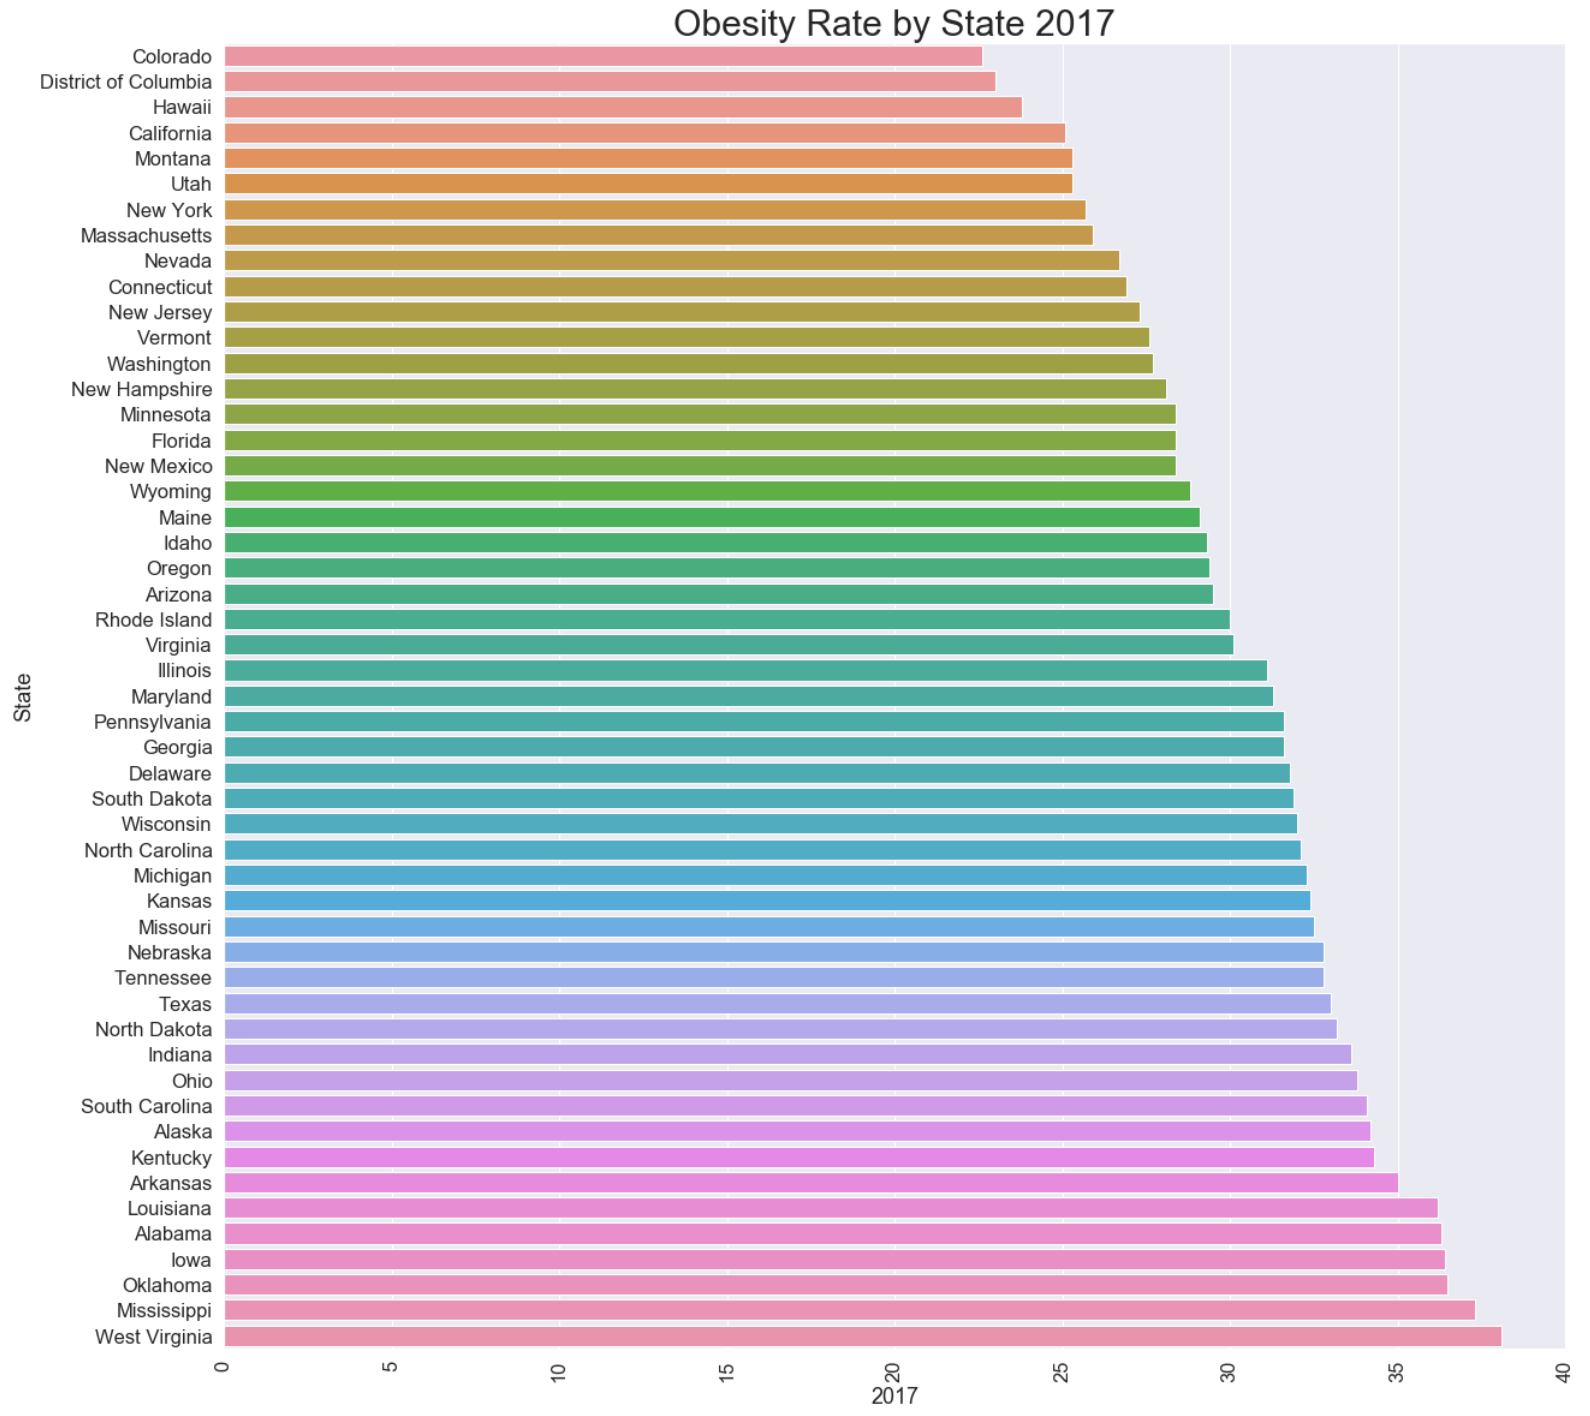 Obesity Rate by State 2017
Colorado
District of Columbia
Hawaii
California
Montana
Utah
New York
Massachusetts
Nevada
Connecticut
New Jersey
Vermont
Washington
New Hampshire
Minnesota
Florida
New Mexico
Wyoming
Maine
Idaho
Oregon
Arizona
Rhode Island
Virginia
Illinois
Maryland
Pennsylvania
Georgia
Delaware
South Dakota
Wisconsin
North Carolina
Michigan
Kansas
Missouri
Nebraska
Tennessee
Texas
North Dakota
Indiana
Ohio
South Carolina
Alaska
Kentucky
Arkansas
Louisiana
Alabama
Iowa
Oklahoma
Mississippi
West Virginia
State
0 5 10 15 20 25 30 35 40
2017